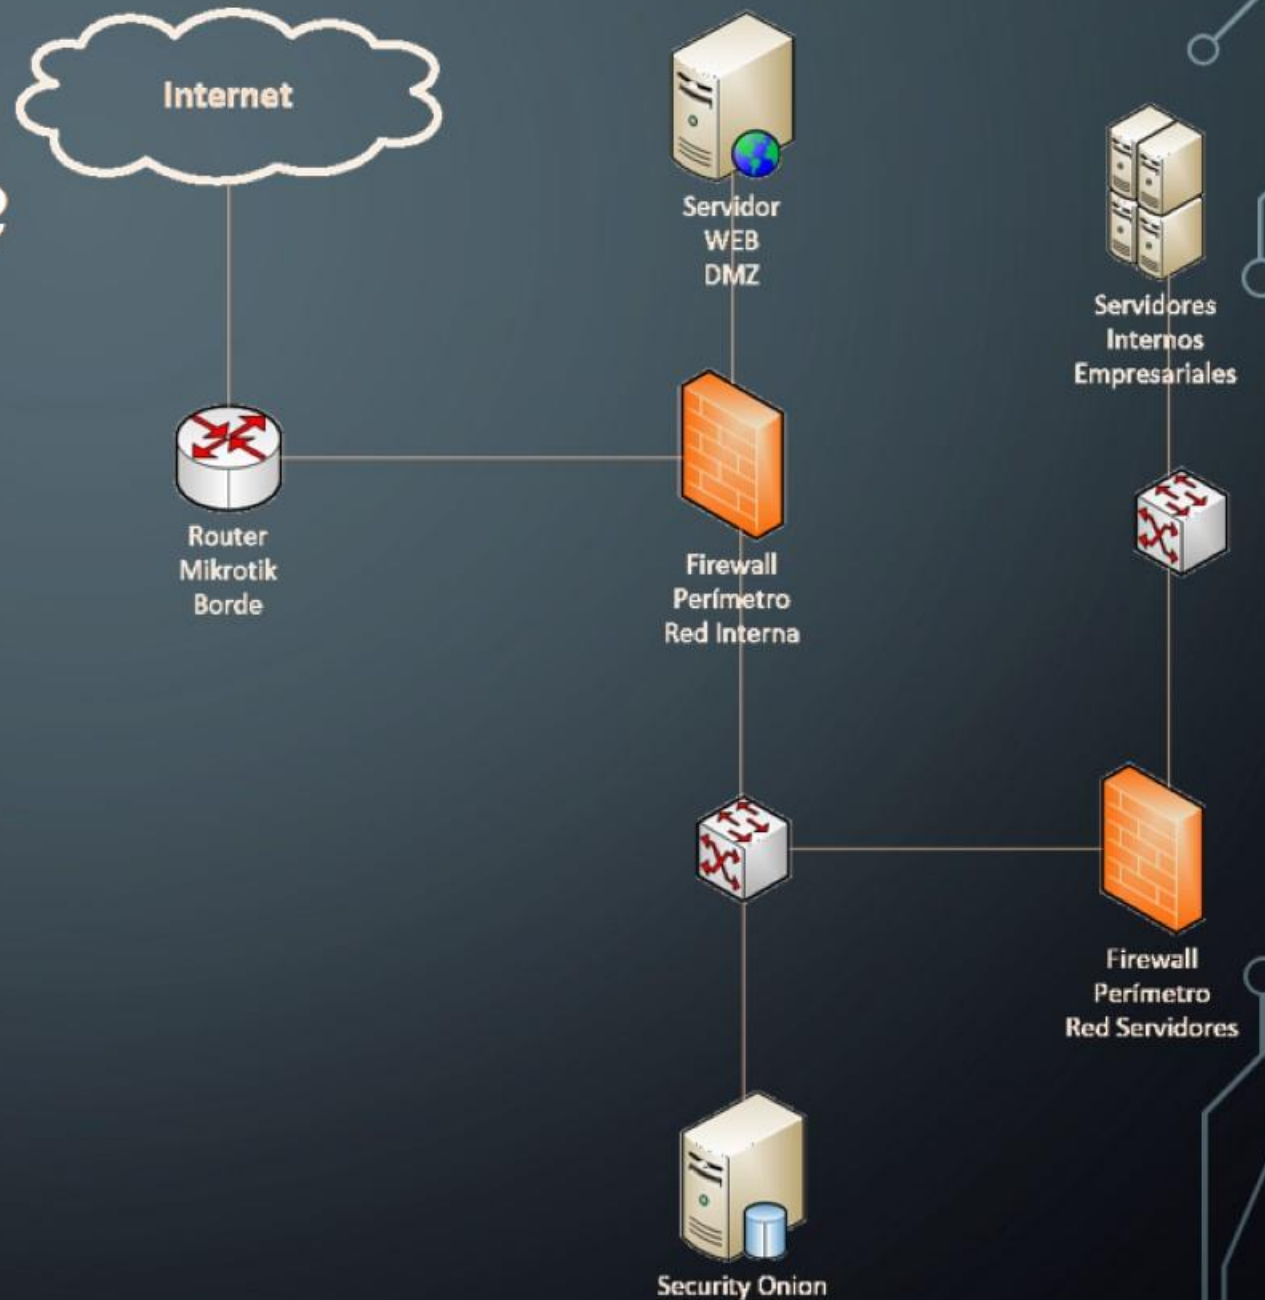 Internet
Servidor
WEB
DMZ
Servidores
Internos
Empresariales
Router
Mikrotik
Borde
Firewall
Perímetro
Red Interna
Firewall
Perímetro
Red Servidores
Security Onion